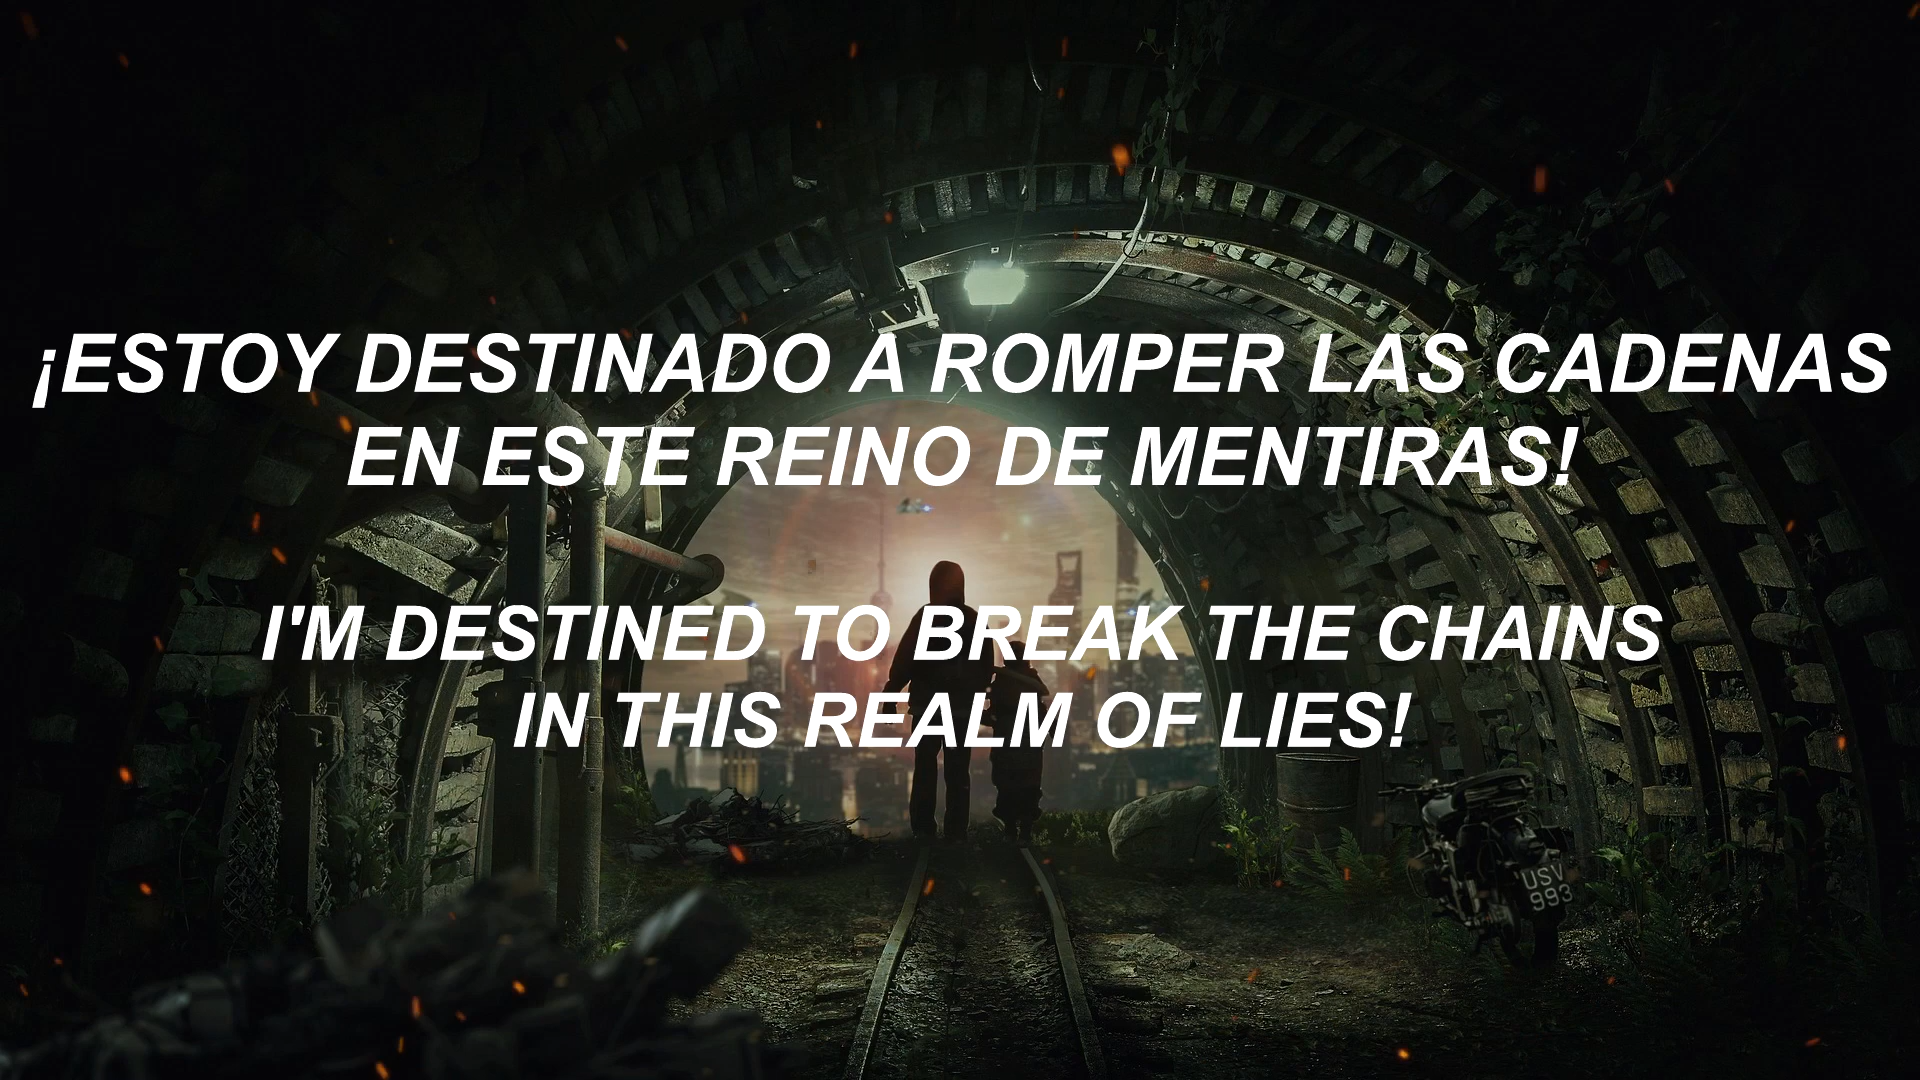 ¡ESTOY DESTINADO A ROMPER LAS CADENAS
EN ESTE REINO DE MENTIRAS!
I'M DESTINED TO BREAK THE CHAINS
IN THIS REALM OF LIES!
USV
993